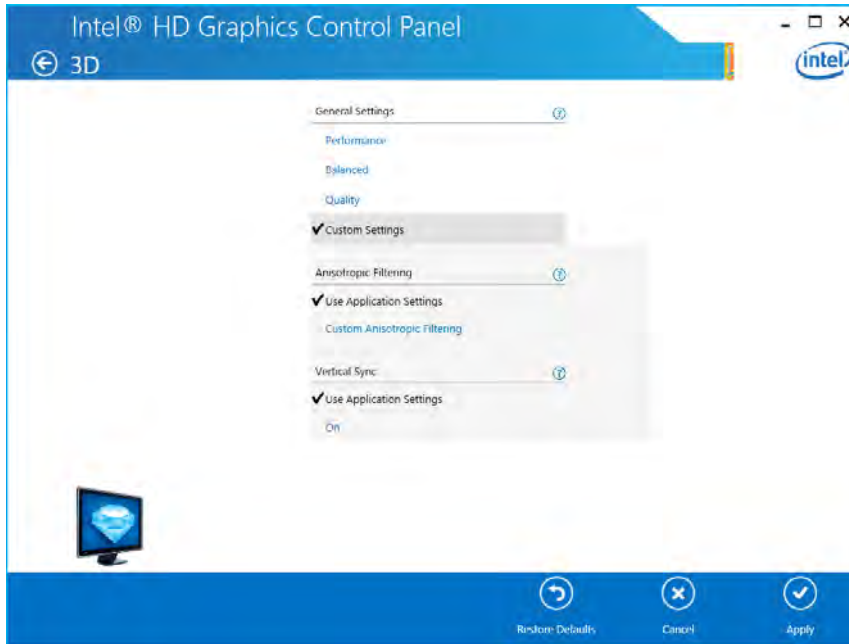 Intel® HD Graphics Control Panel
3D
intel
General Settings
Performance
Balanced
Quality
Custom Settings
Anisotropic Filtering
Use Application Settings
Custom Anisotropic Filtering
Vertical Sync
Use Application Settings
On
Restore Defaults
Cancel
Apply